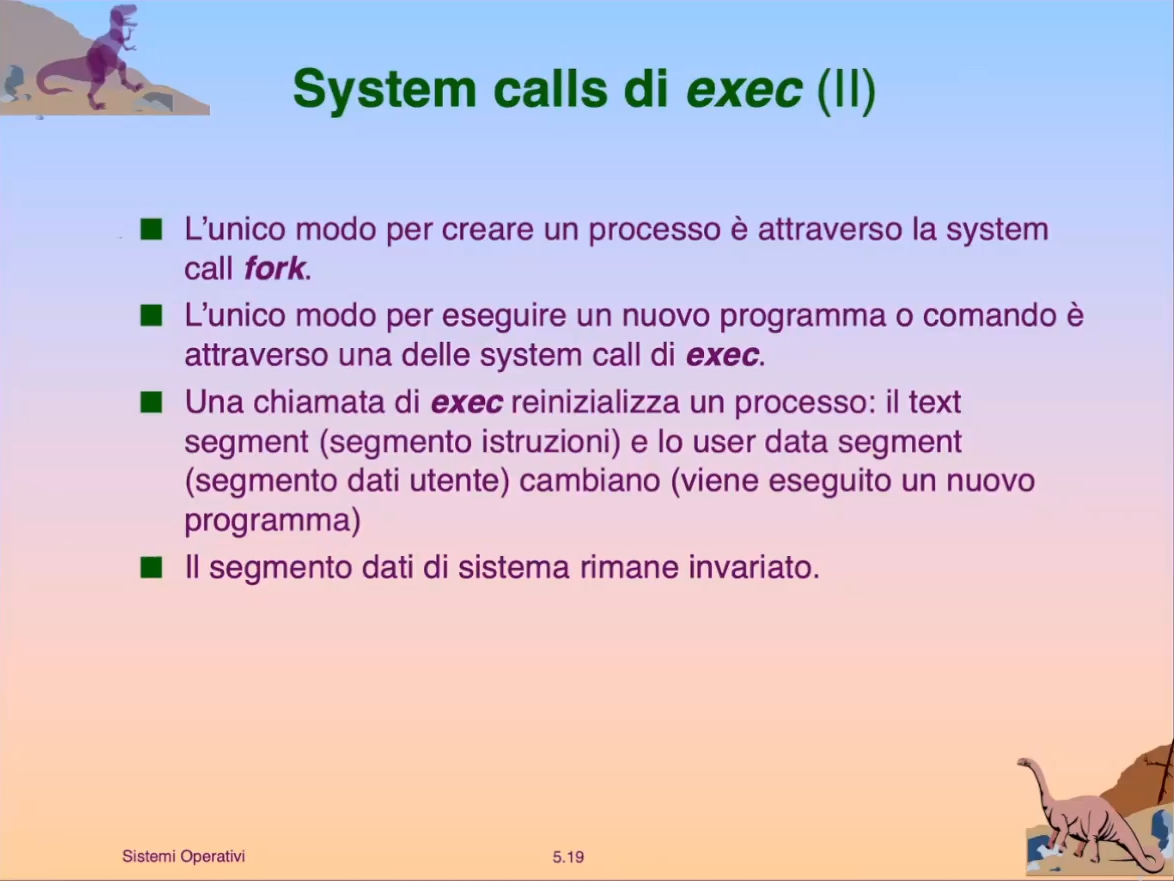 System calls di exec (II)
L’unico modo per creare un processo è attraverso la system
call fork.
L’unico modo per eseguire un nuovo programma o comando è
attraverso una delle system call di exec.
Una chiamata di exec reinizializza un processo: il text
segment (segmento istruzioni) e lo user data segment
(segmento dati utente) cambiano (viene eseguito un nuovo
programma)
Il segmento dati di sistema rimane invariato.
Sistemi Operativi
5.19